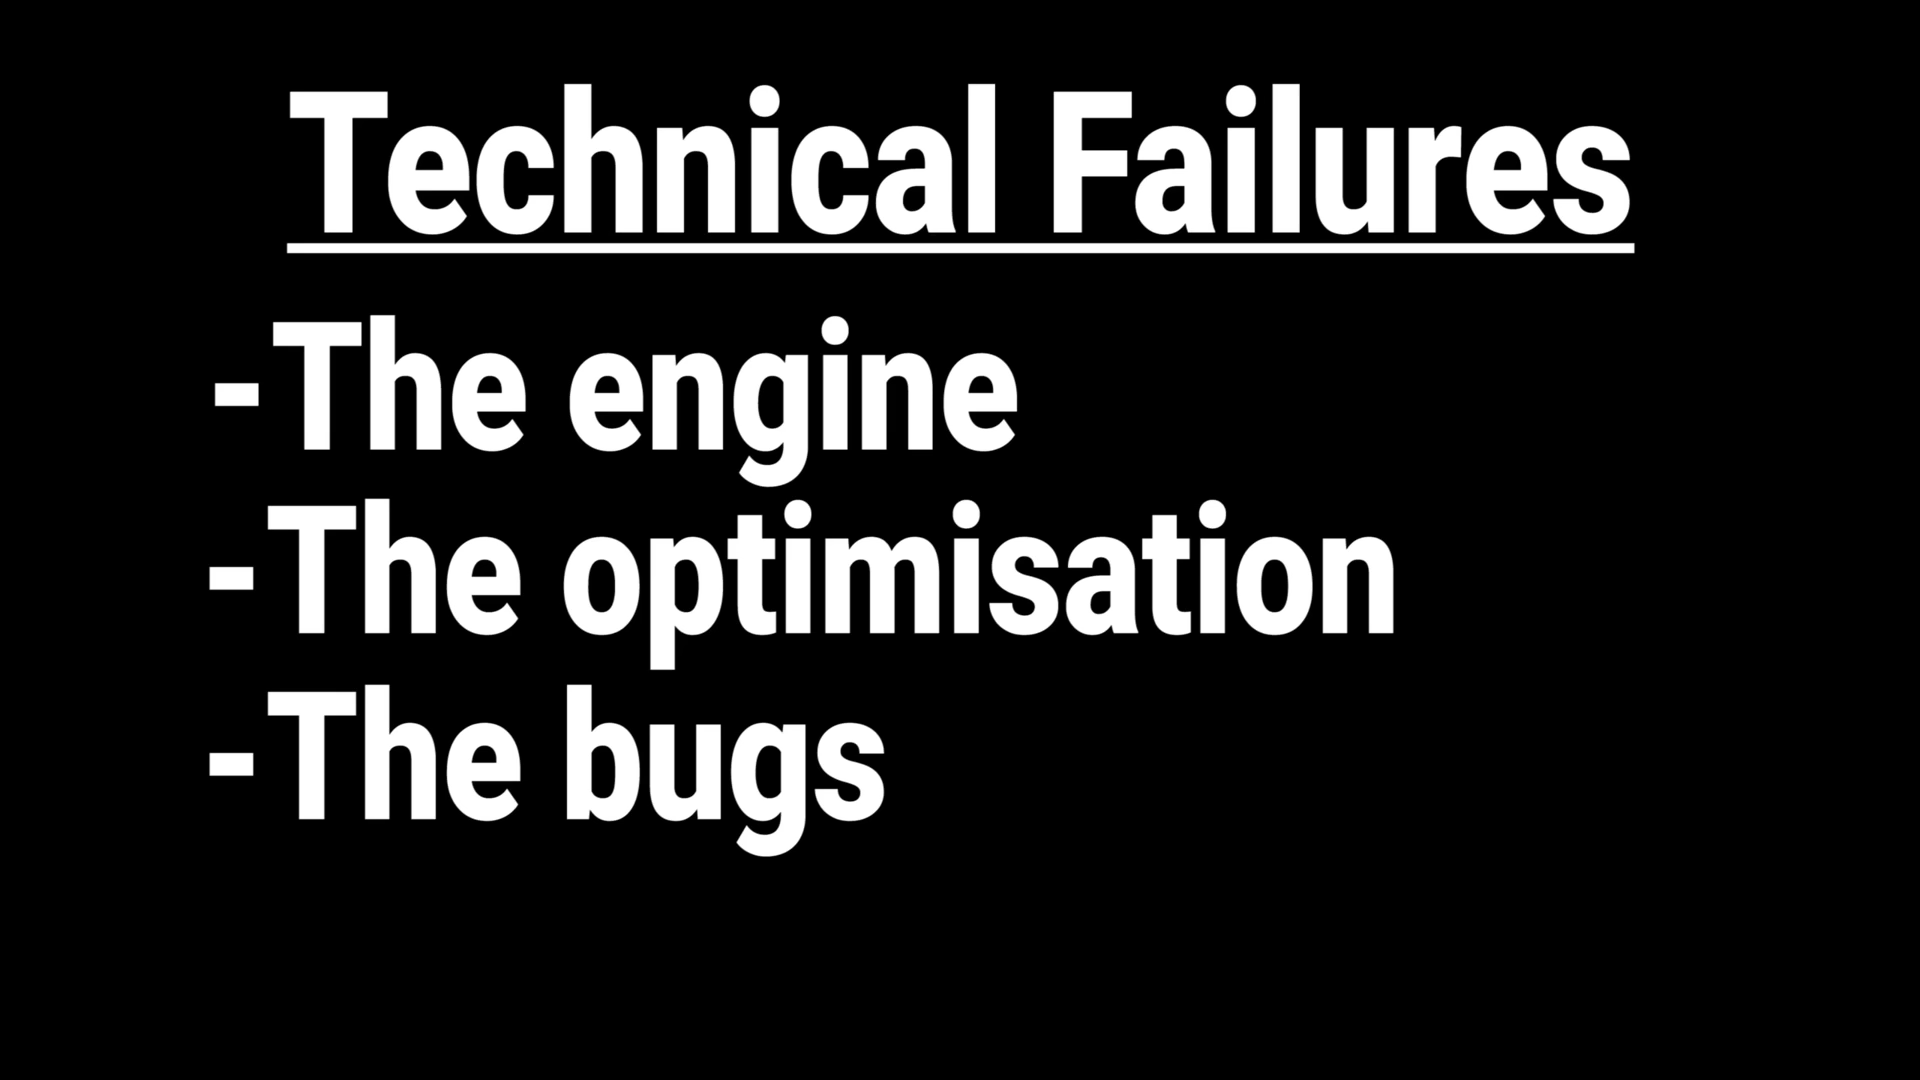 Technical Failures
-The engine
-The optimisation
-The bugs